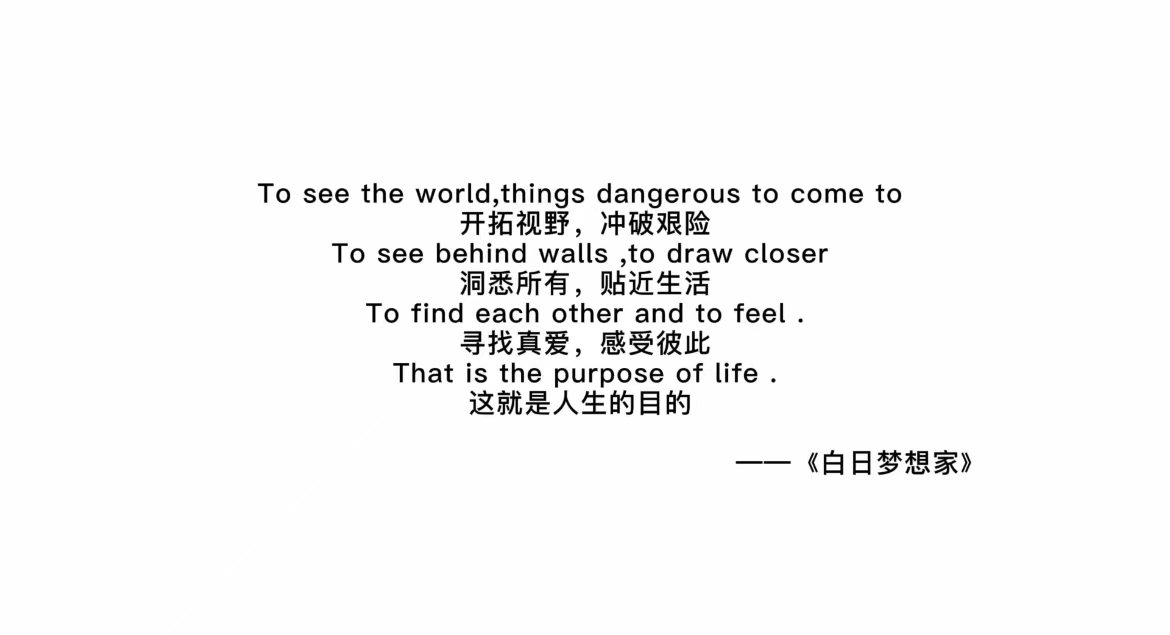 To see the world,things dangerous to come to
开拓视野，冲破艰险
To see behind walls ,to draw closer
洞悉所有，贴近生活
To find each other and to feel .
寻找真爱，感受彼此
That is the purpose of life .
这就是人生的目的
——《白日梦想家》